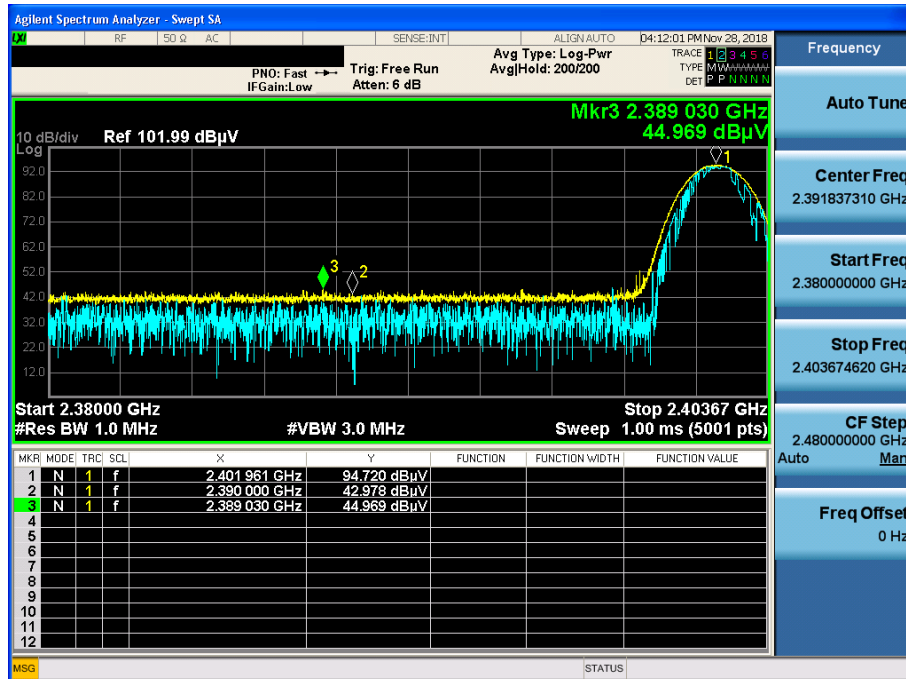 Agilent Spectrum Analyzer - Swept SA
LXI RF 50 Ω AC SENSE:INT ALIGN AUTO 04:12:01 PM Nov 28, 2018
PNO: Fast Trig: Free Run Avg Type: Log-Pwr TRACE 1 2 3 4 5 6
IFGain:Low Atten: 6 dB Avg|Hold: 200/200 TYPE MWWWWW
DET P P N N N N
Mkr3 2.389 030 GHz
44.969 dBµV
10 dB/div Ref 101.99 dBµV
Log
92.0
82.0
72.0
62.0
52.0
42.0
32.0
22.0
12.0
1
3
2
Start 2.38000 GHz Stop 2.40367 GHz
#Res BW 1.0 MHz #VBW 3.0 MHz Sweep 1.00 ms (5001 pts)
MKR MODE TRC SCL X Y FUNCTION FUNCTION WIDTH FUNCTION VALUE
1 N 1 f 2.401 961 GHz 94.720 dBµV
2 N 1 f 2.390 000 GHz 42.978 dBµV
3 N 1 f 2.389 030 GHz 44.969 dBµV
4
5
6
7
8
9
10
11
12
MSG STATUS
Frequency
Auto Tune
Center Freq
2.391837310 GHz
Start Freq
2.380000000 GHz
Stop Freq
2.403674620 GHz
CF Step
2.480000000 GHz
Auto Man
Freq Offset
0 Hz